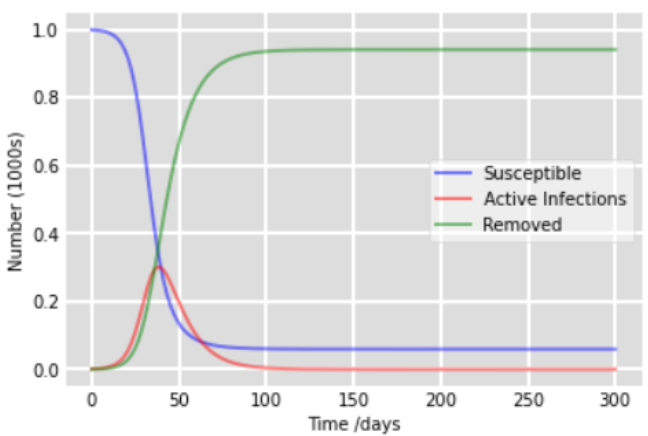 1.0
0.8
0.6
0.4
0.2
0.0
Number (1000s)
Susceptible
Active Infections
Removed
0 50 100 150 200 250 300
Time /days